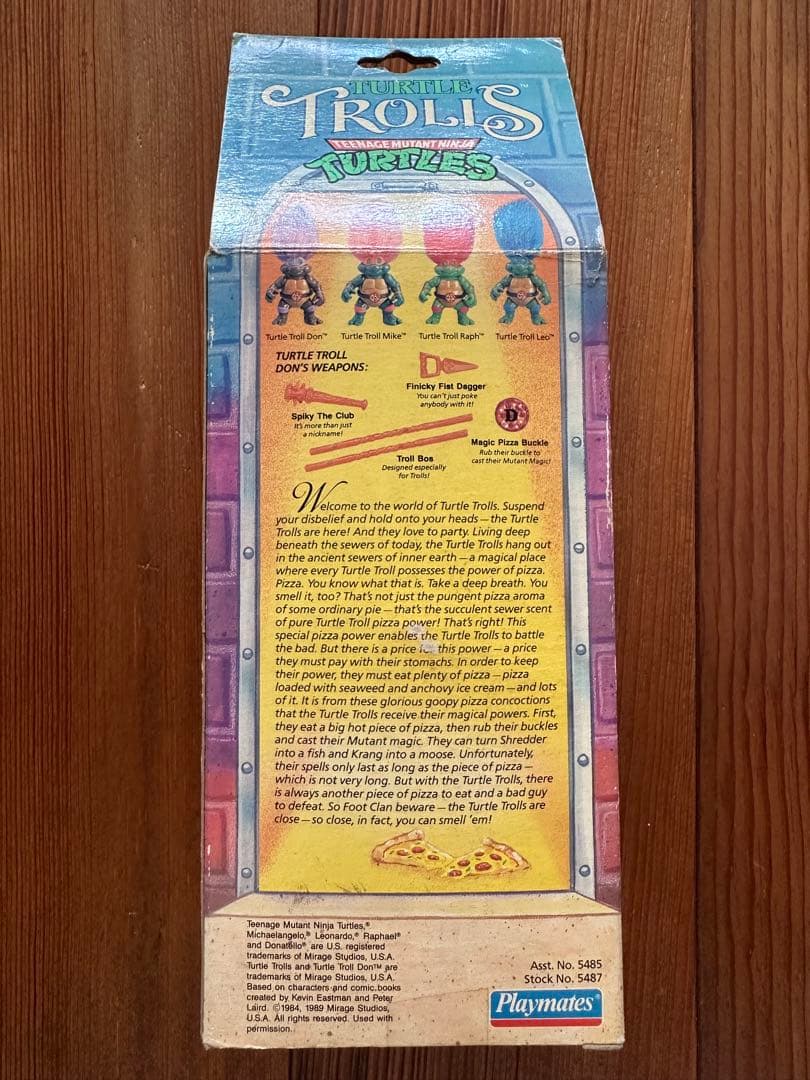 TURTLE
TROLLS™
TEENAGE MUTANT NINJA
TURTLES
Turtle Troll Don™ Turtle Troll Mike™ Turtle Troll Raph™ Turtle Troll Leo™
TURTLE TROLL
DON'S WEAPONS:
Finicky Fist Dagger
You can't just poke
anybody with it!
Spiky The Club
It's more than just
a nickname!
D
Magic Pizza Buckle
Rub their buckle to
cast their Mutant Magic!
Troll Bos
Designed especially
for Trolls!
Welcome to the world of Turtle Trolls. Suspend
your disbelief and hold onto your heads — the Turtle
Trolls are here! And they love to party. Living deep
beneath the sewers of today, the Turtle Trolls hang out
in the ancient sewers of inner earth — a magical place
where every Turtle Troll possesses the power of pizza.
Pizza. You know what that is. Take a deep breath. You
smell it, too? That's not just the pungent pizza aroma
of some ordinary pie — that's the succulent sewer scent
of pure Turtle Troll pizza power! That's right! This
special pizza power enables the Turtle Trolls to battle
the bad. But there is a price for this power — a price
they must pay with their stomachs. In order to keep
their power, they must eat plenty of pizza — pizza
loaded with seaweed and anchovy ice cream — and lots
of it. It is from these glorious goopy pizza concoctions
that the Turtle Trolls receive their magical powers. First,
they eat a big hot piece of pizza, then rub their buckles
and cast their Mutant magic. They can turn Shredder
into a fish and Krang into a moose. Unfortunately,
their spells only last as long as the piece of pizza —
which is not very long. But with the Turtle Trolls, there
is always another piece of pizza to eat and a bad guy
to defeat. So Foot Clan beware — the Turtle Trolls are
close — so close, in fact, you can smell 'em!
Teenage Mutant Ninja Turtles,®
Michaelangelo,® Leonardo,® Raphael®
and Donatello® are U.S. registered
trademarks of Mirage Studios, U.S.A.
Turtle Trolls and Turtle Troll Don™ are
trademarks of Mirage Studios, U.S.A.
Based on characters and comic books
created by Kevin Eastman and Peter
Laird. ©1984, 1989 Mirage Studios,
U.S.A. All rights reserved. Used with
permission.
Asst. No. 5485
Stock No. 5487
Playmates®